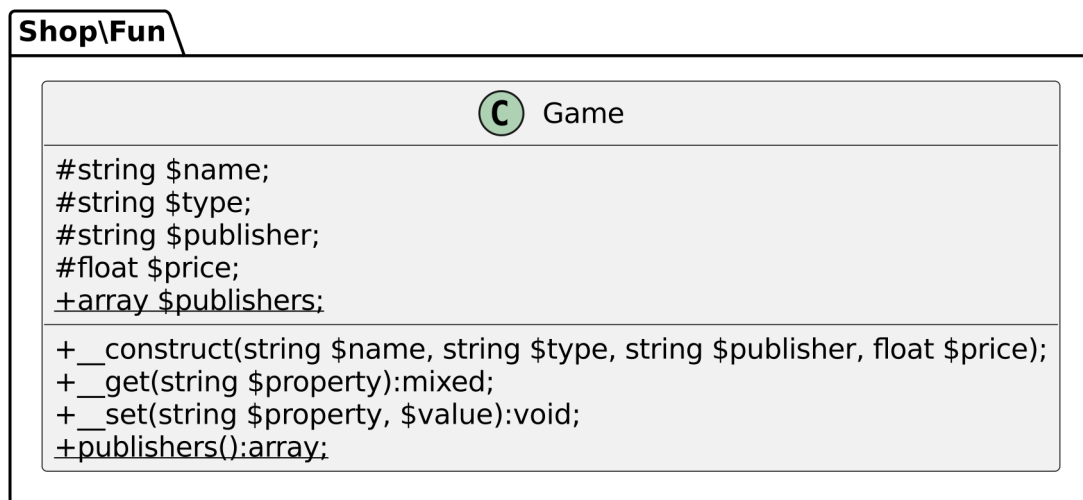 Shop\Fun
C Game
#string $name;
#string $type;
#string $publisher;
#float $price;
+array $publishers;
+__construct(string $name, string $type, string $publisher, float $price);
+__get(string $property):mixed;
+__set(string $property, $value):void;
+publishers():array;